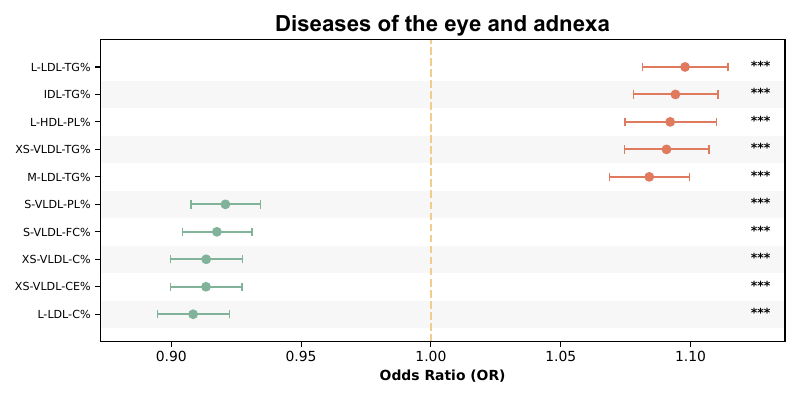 Diseases of the eye and adnexa
L-LDL-TG% ***
IDL-TG% ***
L-HDL-PL% ***
XS-VLDL-TG% ***
M-LDL-TG% ***
S-VLDL-PL% ***
S-VLDL-FC% ***
XS-VLDL-C% ***
XS-VLDL-CE% ***
L-LDL-C% ***
0.90 0.95 1.00 1.05 1.10
Odds Ratio (OR)